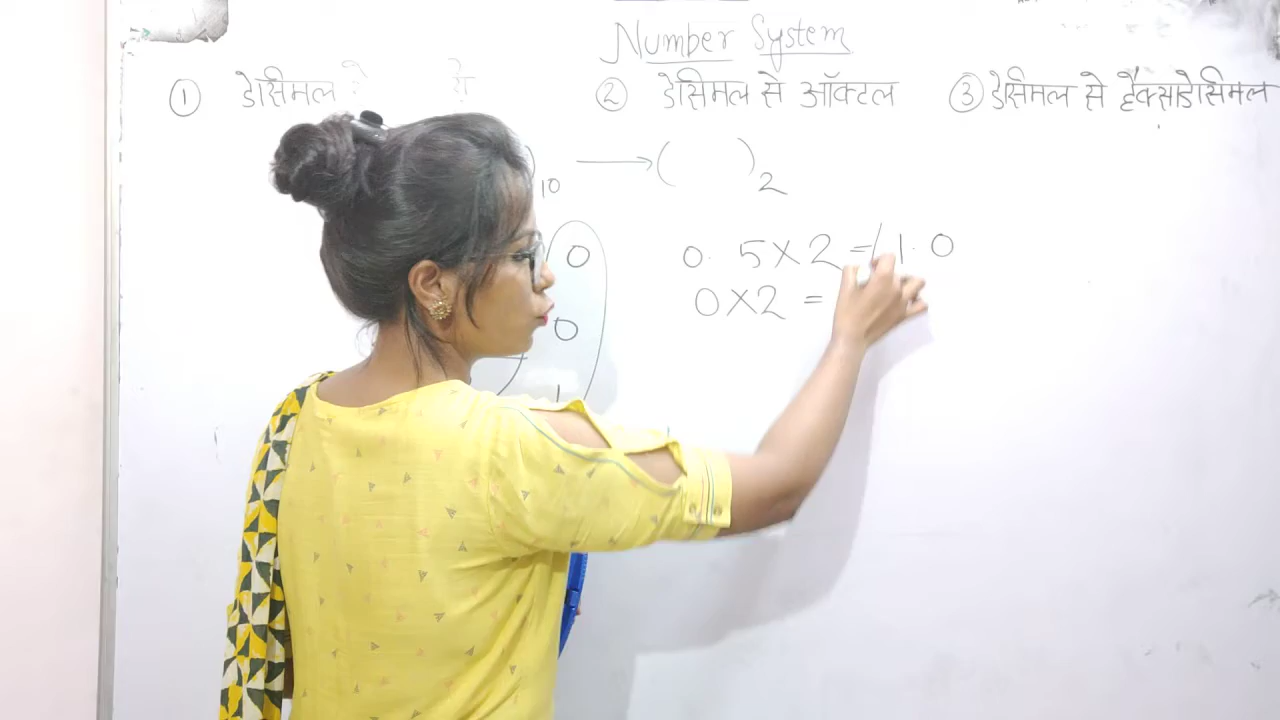 Number System
① डेसिमल ② डेसिमल से ऑक्टल ③ डेसिमल से हैक्साडेसिमल
)10 → ( )2
0 0.5×2 = 1.0
0×2 =
0
1